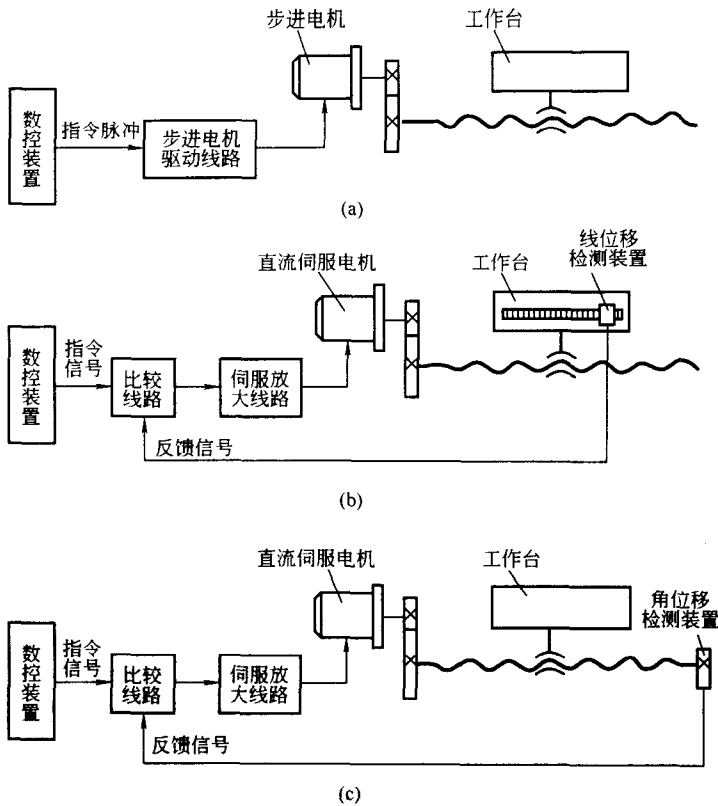 步进电机
工作台
数控装置
指令脉冲
步进电机
驱动线路
(a)
线位移
检测装置
直流伺服电机
工作台
数控装置
指令
信号
比较
线路
伺服放
大线路
反馈信号
(b)
直流伺服电机
工作台
角位移
检测装置
数控装置
指令
信号
比较
线路
伺服放
大线路
反馈信号
(c)